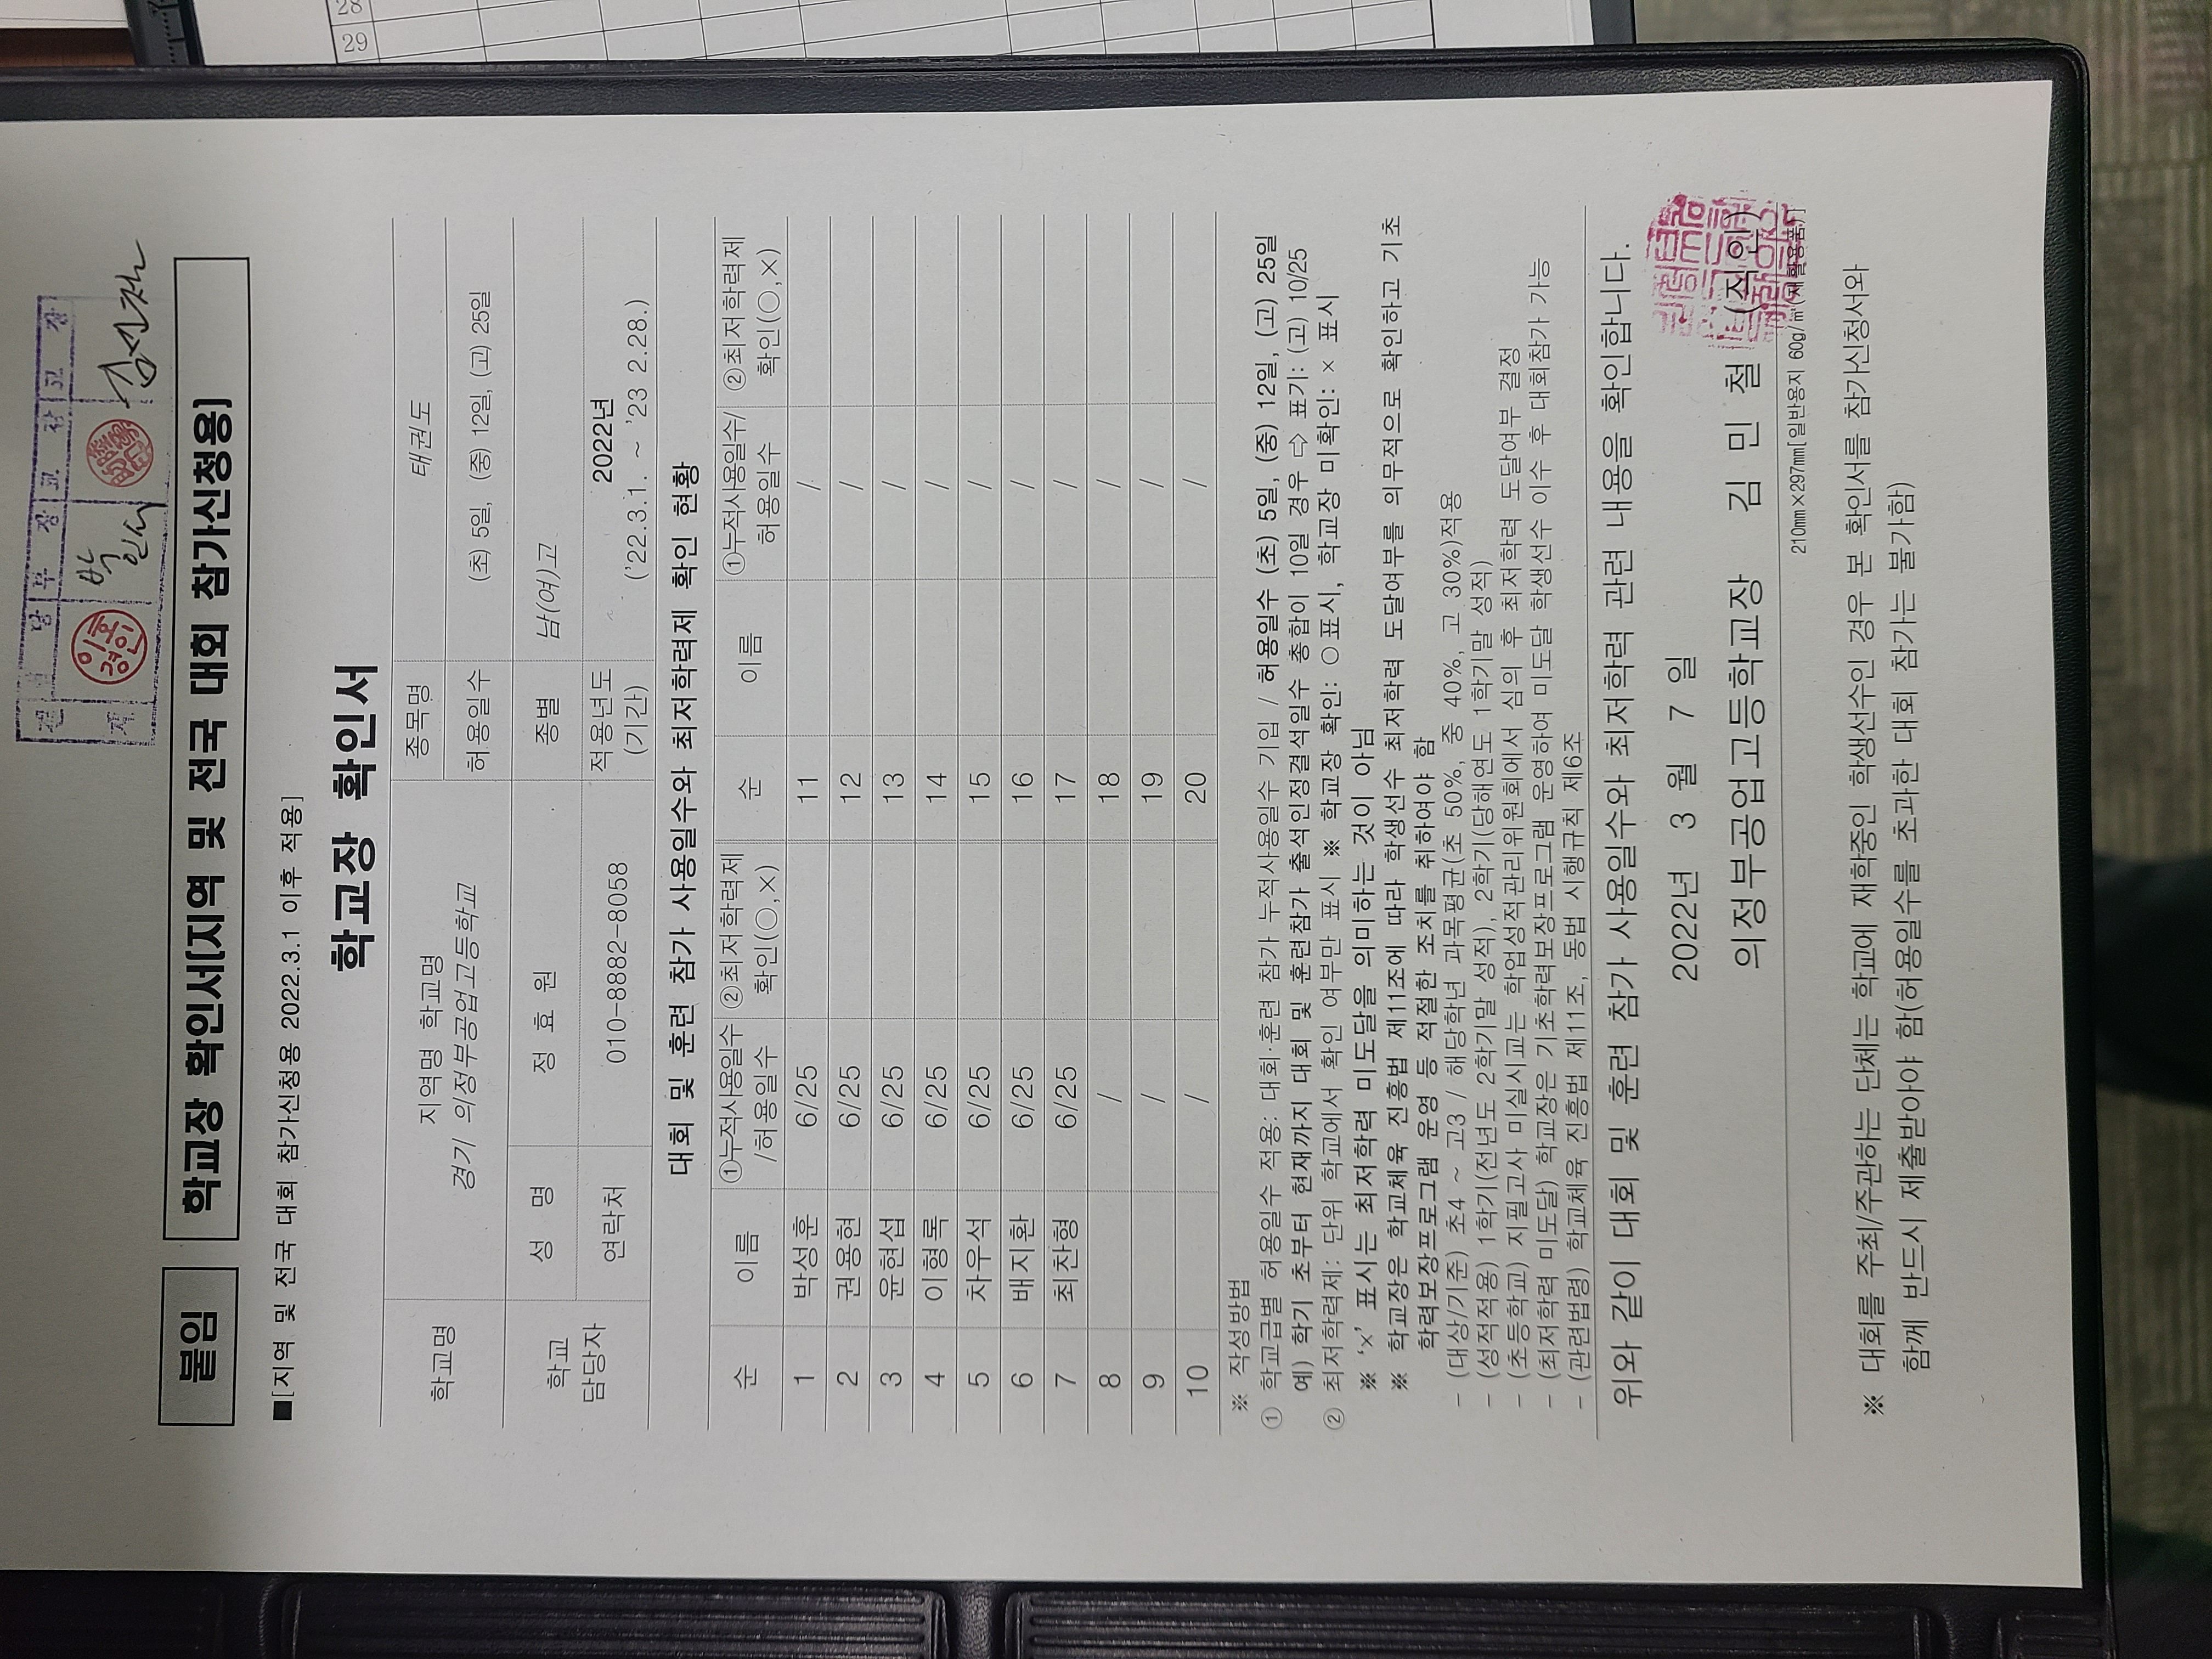 28
29
담 당 부 장 교 감 교 장
전
결
자
이희경인
박인서
붙임 학교장 확인서[지역 및 전국 대회 참가신청용]
■[지역 및 전국 대회 참가신청용 2022.3.1 이후 적용]
학교장 확인서
학교명 지역명 학교명 종목명 태권도
경기 의정부공업고등학교 허용일수 (초) 5일, (중) 12일, (고) 25일
학교 담당자 성 명 정 효 원 종별 남(여)고
연락처 010-8882-8058 적용년도 (기간) 2022년
('22.3.1. ~ '23 2.28.)
대회 및 훈련 참가 사용일수와 최저학력제 확인 현황
순 이름 ①누적사용일수/허용일수 ②최저학력제 확인(○,×) 순 이름 ①누적사용일수/허용일수 ②최저학력제 확인(○,×)
1 박성훈 6/25 11 /
2 권용현 6/25 12 /
3 윤현섭 6/25 13 /
4 이형록 6/25 14 /
5 차우석 6/25 15 /
6 배지환 6/25 16 /
7 최찬형 6/25 17 /
8 / 18 /
9 / 19 /
10 / 20 /
※ 작성방법
① 학교급별 허용일수 적용: 대회·훈련 참가 누적사용일수 기입 / 허용일수 (초) 5일, (중) 12일, (고) 25일
예) 학기 초부터 현재까지 대회 및 훈련참가 출석인정결석일수 총합이 10일 경우 ⇨ 표기: (고) 10/25
② 최저학력제: 단위 학교에서 확인 여부만 표시 ※ 학교장 확인: ○ 표시, 학교장 미확인: × 표시
※ '×' 표시는 최저학력 미도달을 의미하는 것이 아님
※ 학교장은 학교체육 진흥법 제11조에 따라 학생선수 최저학력 도달여부를 의무적으로 확인하고 기초
학력보장프로그램 운영 등 적절한 조치를 취하여야 함
- (대상/기준) 초4 ~ 고3 / 해당학년 과목평균(초 50%, 중 40%, 고 30%)적용
- (성적적용) 1학기(전년도 2학기말 성적), 2학기(당해연도 1학기말 성적)
- (초등학교) 지필고사 미실시교는 학업성적관리위원회에서 심의 후 최저학력 도달여부 결정
- (최저학력 미도달) 학교장은 기초학력보장프로그램 운영하여 미도달 학생선수 이수 후 대회참가 가능
- (관련법령) 학교체육 진흥법 제11조, 동법 시행규칙 제6조
위와 같이 대회 및 훈련 참가 사용일수와 최저학력 관련 내용을 확인합니다.
2022년 3 월 7 일
의정부공업고등학교장 김 민 철 (직인)
210㎜×297㎜[일반용지 60g/㎡(재활용품)]
※ 대회를 주최/주관하는 단체는 학교에 재학중인 학생선수인 경우 본 확인서를 참가신청서와
함께 반드시 제출받아야 함(허용일수를 초과한 대회 참가는 불가함)